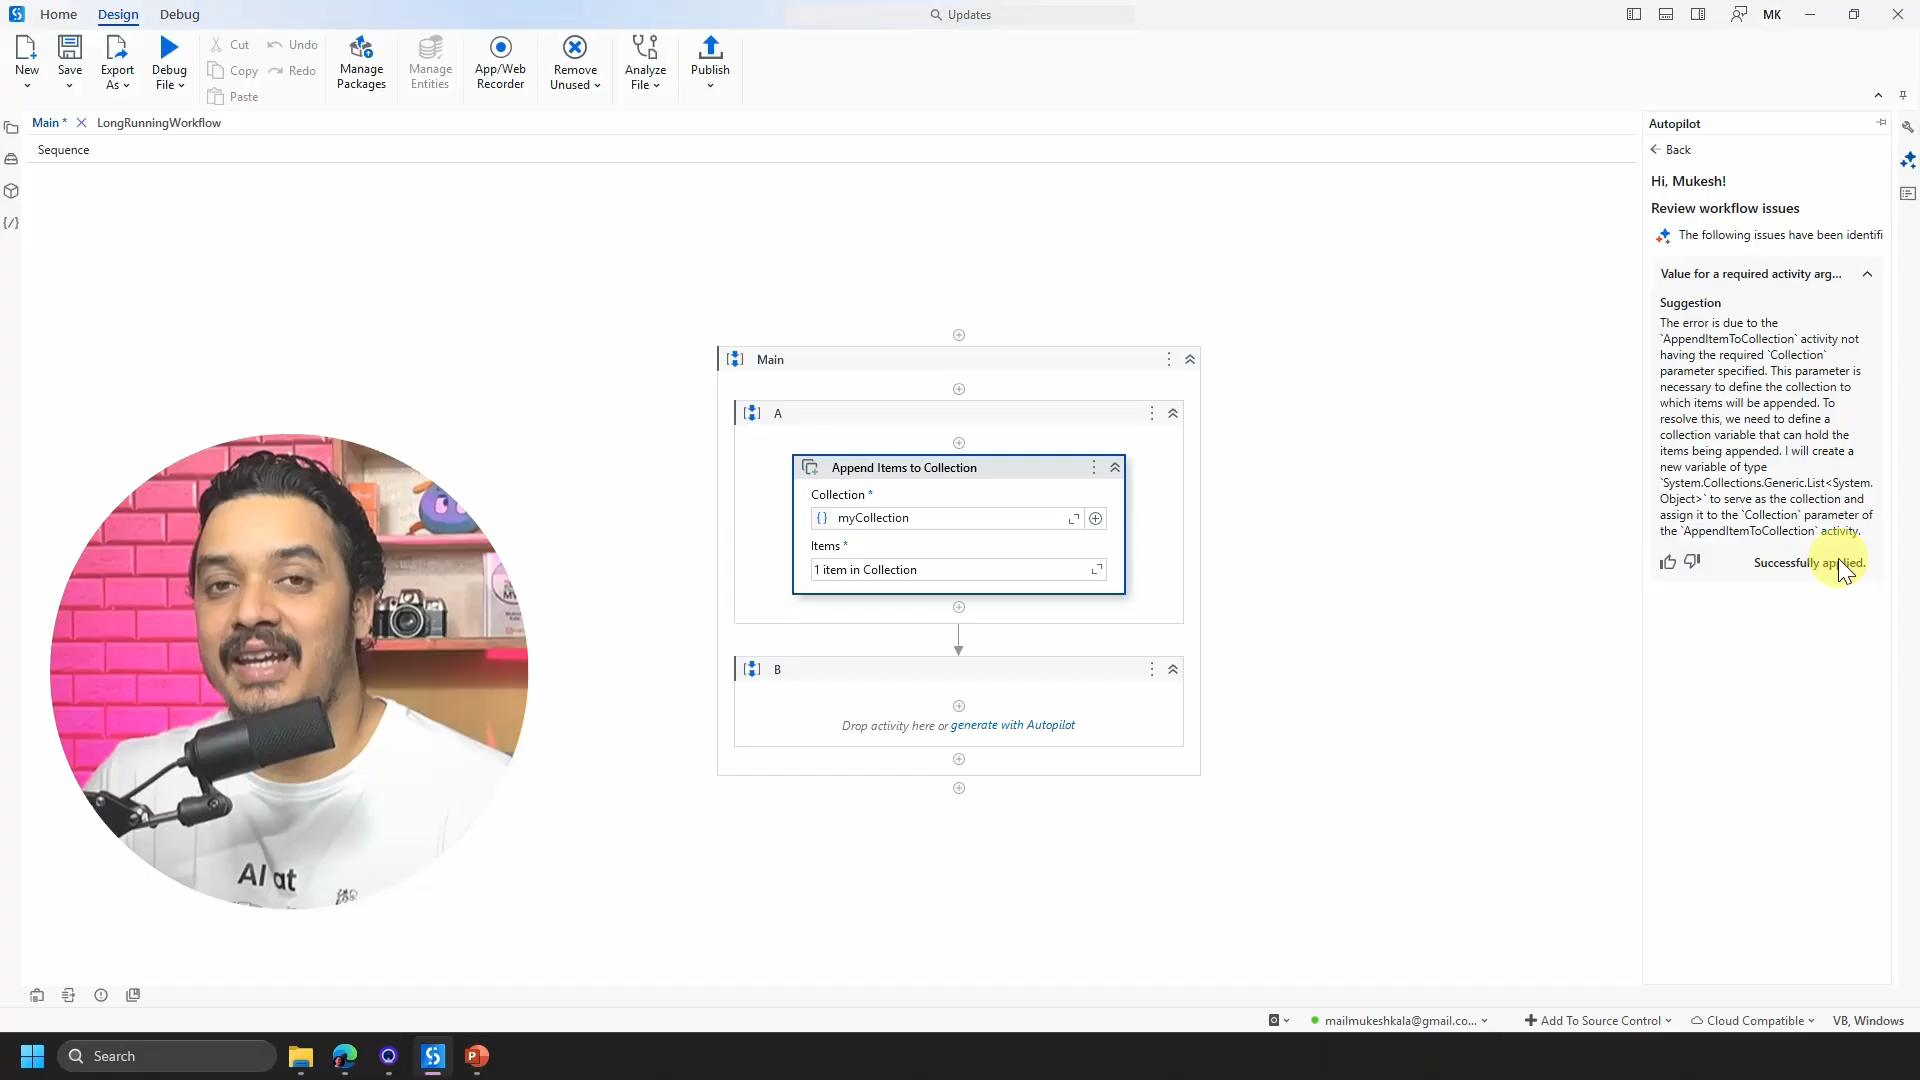 Home Design Debug
Updates
MK
New
Save
Export As
Debug File
Cut
Copy
Paste
Undo
Redo
Manage Packages
Manage Entities
App/Web Recorder
Remove Unused
Analyze File
Publish
Main *
LongRunningWorkflow
Sequence
Main
A
Append Items to Collection
Collection *
myCollection
Items *
1 item in Collection
B
Drop activity here or generate with Autopilot
AI at
Autopilot
Back
Hi, Mukesh!
Review workflow issues
The following issues have been identifi
Value for a required activity arg...
Suggestion
The error is due to the
`AppendItemToCollection` activity not
having the required `Collection`
parameter specified. This parameter is
necessary to define the collection to
which items will be appended. To
resolve this, we need to define a
collection variable that can hold the
items being appended. I will create a
new variable of type
`System.Collections.Generic.List<System.
Object>` to serve as the collection and
assign it to the `Collection` parameter of
the `AppendItemToCollection` activity.
Successfully applied.
mailmukeshkala@gmail.co...
Add To Source Control
Cloud Compatible
VB, Windows
Search